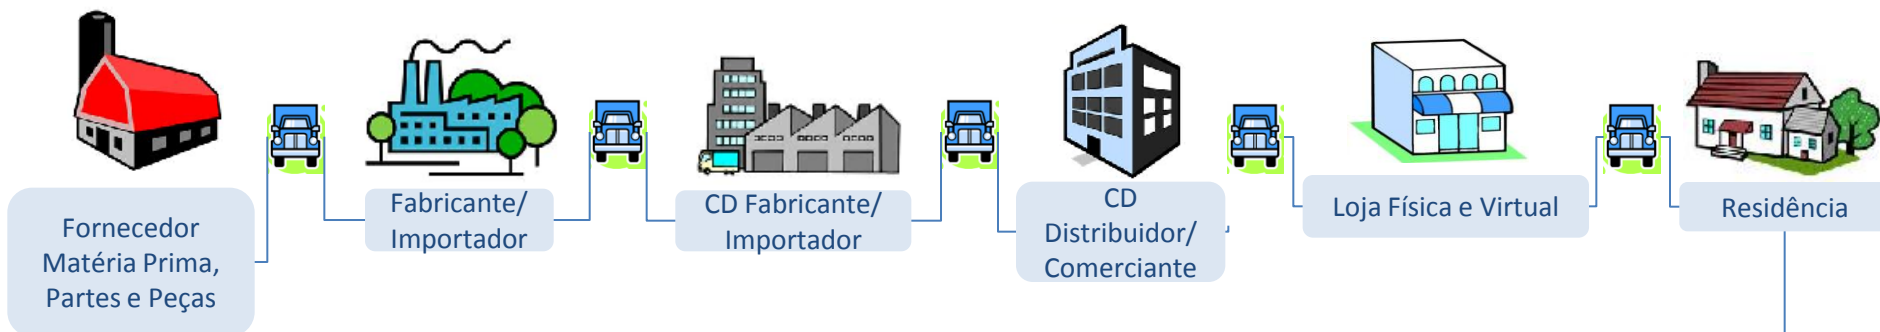 Fornecedor
Matéria Prima,
Partes e Peças
Fabricante/
Importador
CD Fabricante/
Importador
CD
Distribuidor/
Comerciante
Loja Física e Virtual
Residência